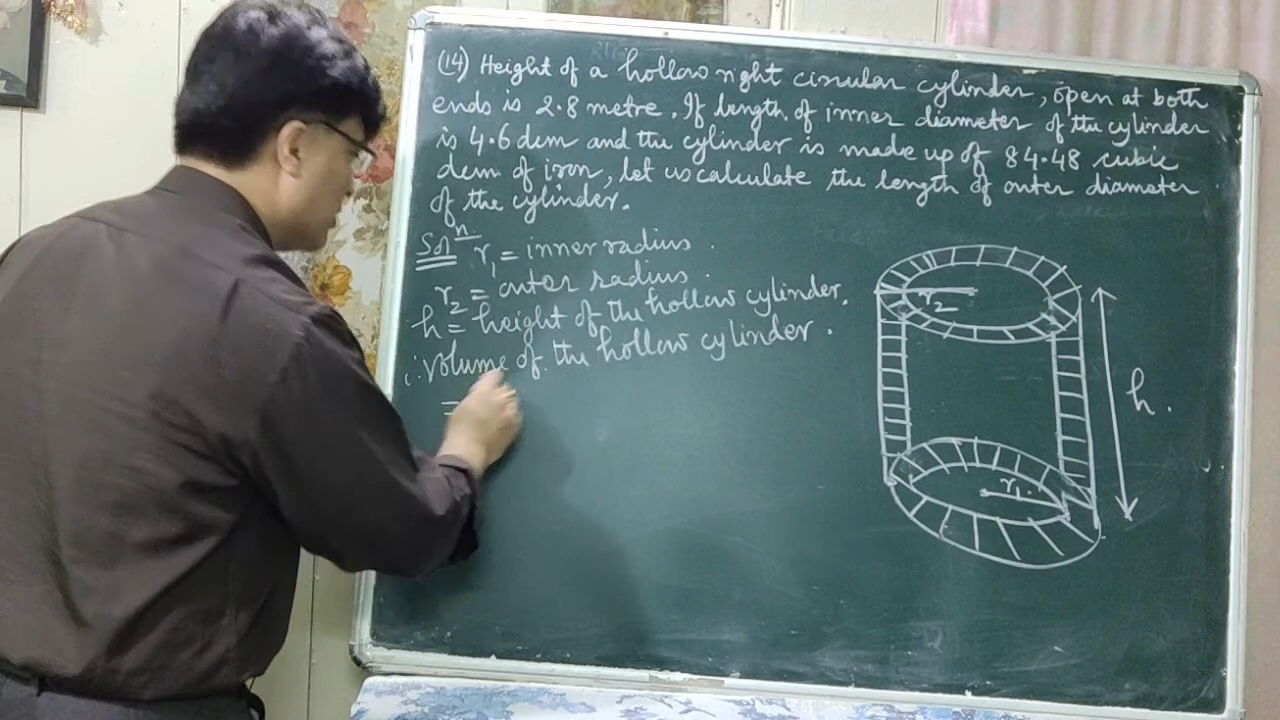 (14) Height of a hollow right circular cylinder, open at both
ends is 2.8 metre. If length of inner diameter of the cylinder
is 4.6 dcm and the cylinder is made up of 84.48 cubic
dcm of iron, let us calculate the length of outer diameter
of the cylinder.
Solⁿ r₁ = inner radius.
r₂ = outer radius.
h = height of the hollow cylinder.
∴ Volume of the hollow cylinder.
=
r₂
h.
r₁.